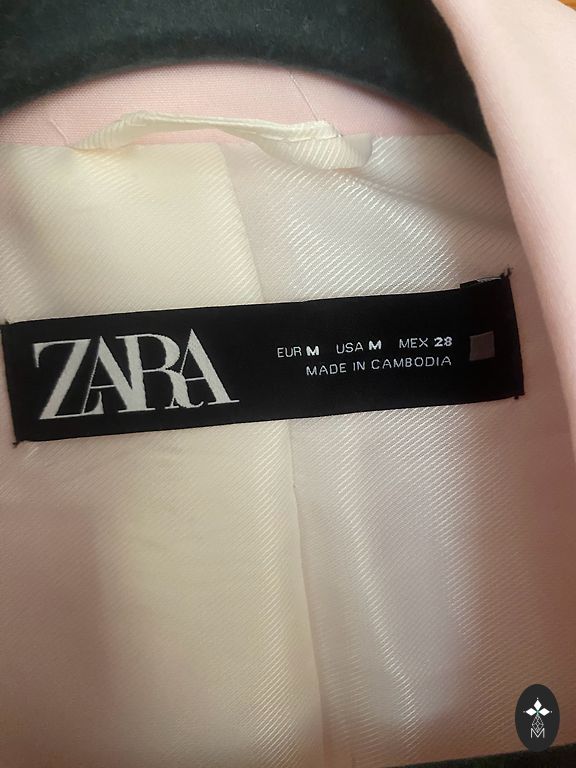 ZARA
EUR M USA M MEX 28
MADE IN CAMBODIA
M